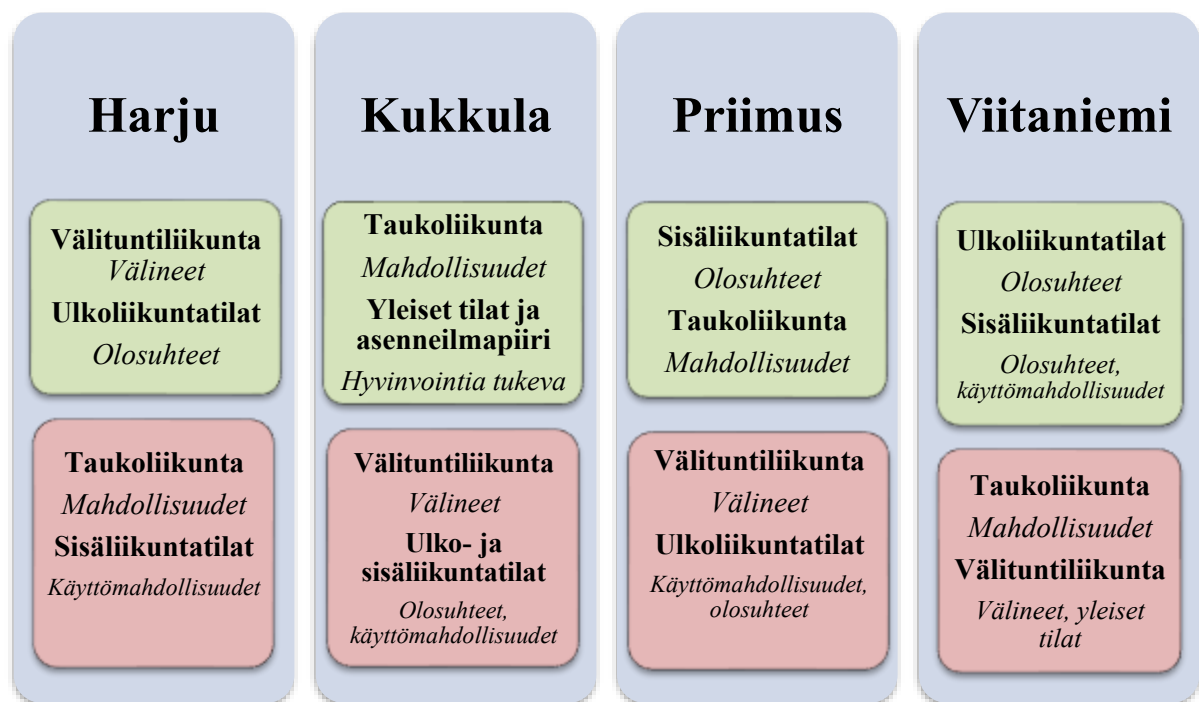 Harju
Välituntiliikunta
Välineet
Ulkoliikuntatilat
Olosuhteet
Taukoliikunta
Mahdollisuudet
Sisäliikuntatilat
Käyttömahdollisuudet
Kukkula
Taukoliikunta
Mahdollisuudet
Yleiset tilat ja
asenneilmapiiri
Hyvinvointia tukeva
Välituntiliikunta
Välineet
Ulko- ja
sisäliikuntatilat
Olosuhteet,
käyttömahdollisuudet
Priimus
Sisäliikuntatilat
Olosuhteet
Taukoliikunta
Mahdollisuudet
Välituntiliikunta
Välineet
Ulkoliikuntatilat
Käyttömahdollisuudet,
olosuhteet
Viitaniemi
Ulkoliikuntatilat
Olosuhteet
Sisäliikuntatilat
Olosuhteet,
käyttömahdollisuudet
Taukoliikunta
Mahdollisuudet
Välituntiliikunta
Välineet, yleiset
tilat